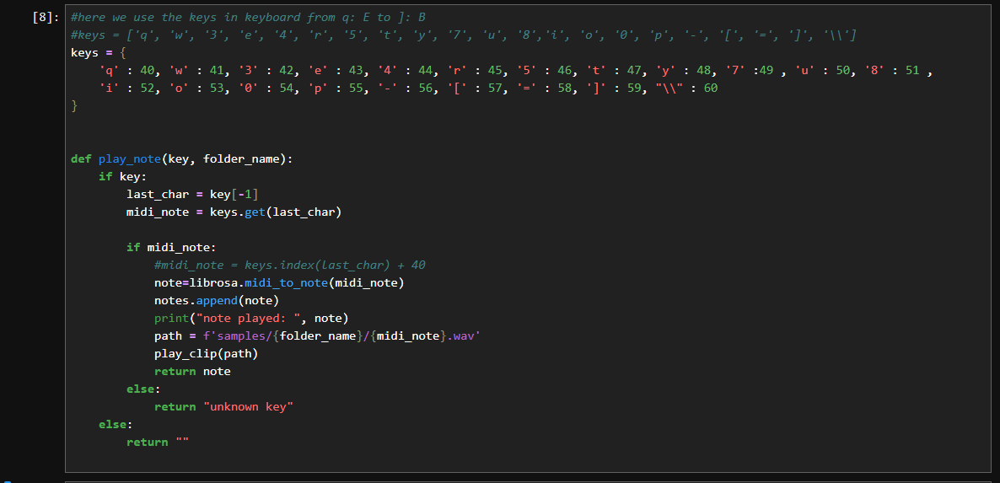 [8]: #here we use the keys in keyboard from q: E to ]: B
#keys = ['q', 'w', '3', 'e', '4', 'r', '5', 't', 'y', '7', 'u', '8','i', 'o', '0', 'p', '-', '[', '=', ']', '\\']
keys = {
    'q' : 40, 'w' : 41, '3' : 42, 'e' : 43, '4' : 44, 'r' : 45, '5' : 46, 't' : 47, 'y' : 48, '7' :49 , 'u' : 50, '8' : 51 ,
    'i' : 52, 'o' : 53, '0' : 54, 'p' : 55, '-' : 56, '[' : 57, '=' : 58, ']' : 59, "\\" : 60
}
def play_note(key, folder_name):
    if key:
        last_char = key[-1]
        midi_note = keys.get(last_char)
        if midi_note:
            #midi_note = keys.index(last_char) + 40
            note=librosa.midi_to_note(midi_note)
            notes.append(note)
            print("note played: ", note)
            path = f'samples/{folder_name}/{midi_note}.wav'
            play_clip(path)
            return note
        else:
            return "unknown key"
    else:
        return ""